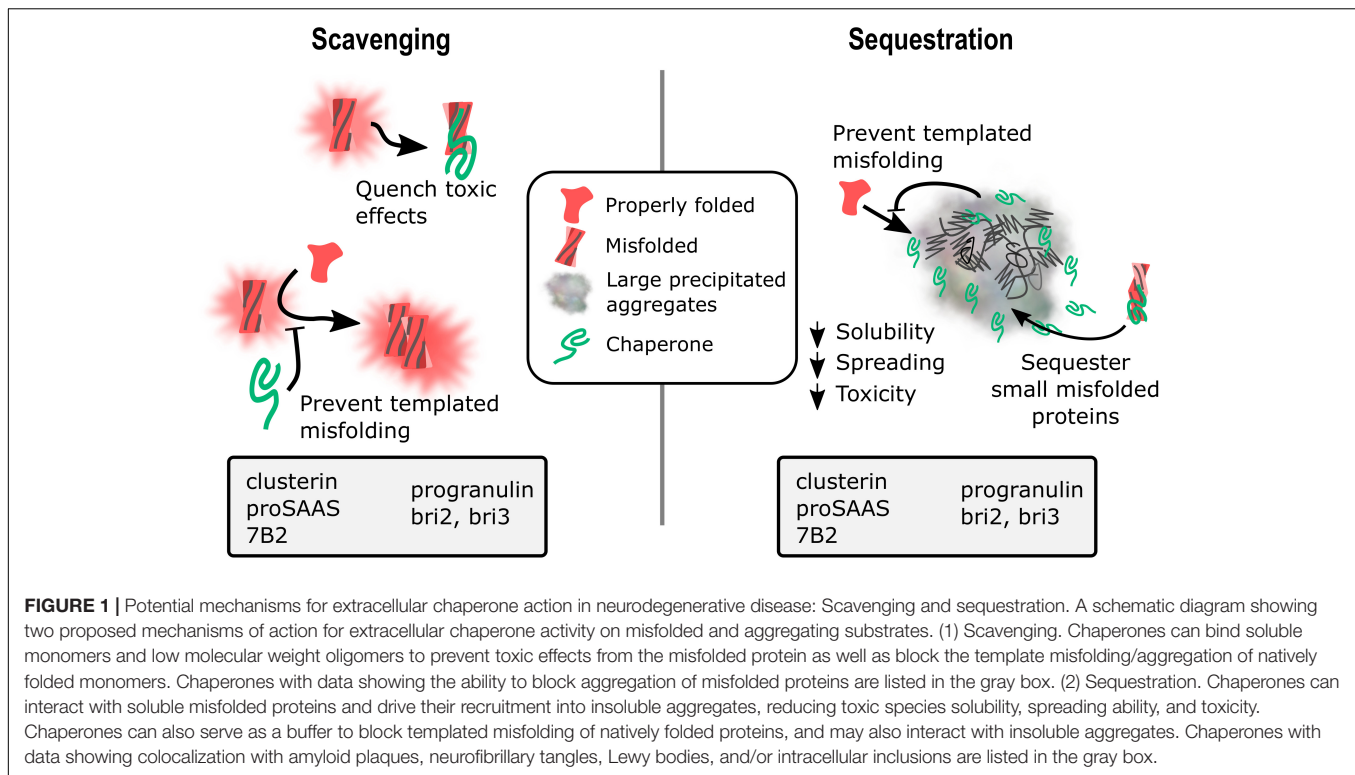 Scavenging
Quench toxic
effects
Prevent templated
misfolding
clusterin
proSAAS
7B2
progranulin
bri2, bri3
Properly folded
Misfolded
Large precipitated
aggregates
Chaperone
Sequestration
Prevent templated
misfolding
Solubility
Spreading
Toxicity
Sequester
small misfolded
proteins
clusterin
proSAAS
7B2
progranulin
bri2, bri3
FIGURE 1 | Potential mechanisms for extracellular chaperone action in neurodegenerative disease: Scavenging and sequestration. A schematic diagram showing
two proposed mechanisms of action for extracellular chaperone activity on misfolded and aggregating substrates. (1) Scavenging. Chaperones can bind soluble
monomers and low molecular weight oligomers to prevent toxic effects from the misfolded protein as well as block the template misfolding/aggregation of natively
folded monomers. Chaperones with data showing the ability to block aggregation of misfolded proteins are listed in the gray box. (2) Sequestration. Chaperones can
interact with soluble misfolded proteins and drive their recruitment into insoluble aggregates, reducing toxic species solubility, spreading ability, and toxicity.
Chaperones can also serve as a buffer to block templated misfolding of natively folded proteins, and may also interact with insoluble aggregates. Chaperones with
data showing colocalization with amyloid plaques, neurofibrillary tangles, Lewy bodies, and/or intracellular inclusions are listed in the gray box.